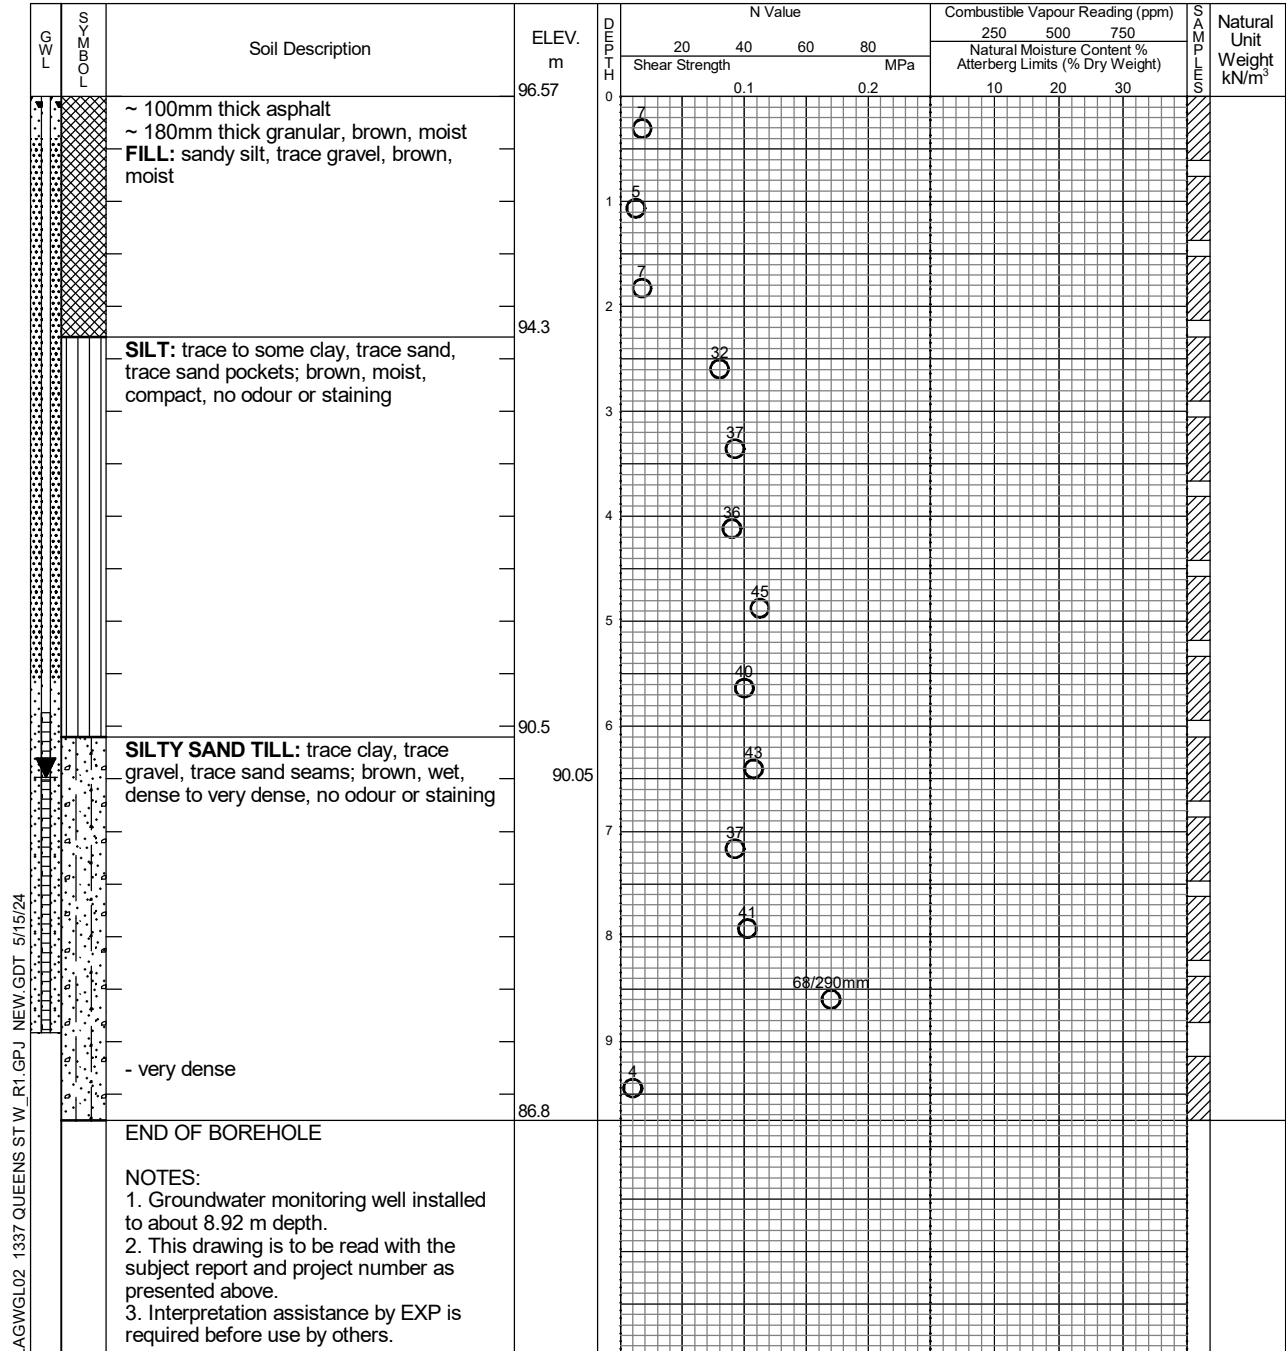 GWL
SYMBOL
Soil Description
ELEV.
m
DEPTH
N Value
20 40 60 80
Shear Strength MPa
0.1 0.2
Combustible Vapour Reading (ppm)
250 500 750
Natural Moisture Content %
Atterberg Limits (% Dry Weight)
10 20 30
SAMPLES
Natural
Unit
Weight
kN/m³
96.57
0
~ 100mm thick asphalt
~ 180mm thick granular, brown, moist
FILL: sandy silt, trace gravel, brown,
moist
7
1
5
7
2
94.3
SILT: trace to some clay, trace sand,
trace sand pockets; brown, moist,
compact, no odour or staining
32
3
37
4
36
45
5
40
6
90.5
SILTY SAND TILL: trace clay, trace
gravel, trace sand seams; brown, wet,
dense to very dense, no odour or staining
90.05
43
7
37
41
8
68/290mm
9
- very dense
4
86.8
END OF BOREHOLE
NOTES:
1. Groundwater monitoring well installed
to about 8.92 m depth.
2. This drawing is to be read with the
subject report and project number as
presented above.
3. Interpretation assistance by EXP is
required before use by others.
AGWGL02 1337 QUEENS ST W_R1.GPJ NEW.GDT 5/15/24